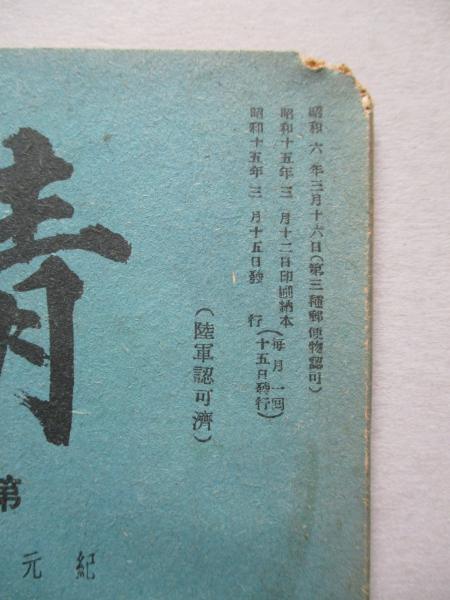 昭和六年三月十六日(第三種郵便物認可)
昭和十五年三月十二日印刷納本(毎月一回
昭和十五年三月十五日發行 十五日發行)
(陸軍認可濟)
第
紀元